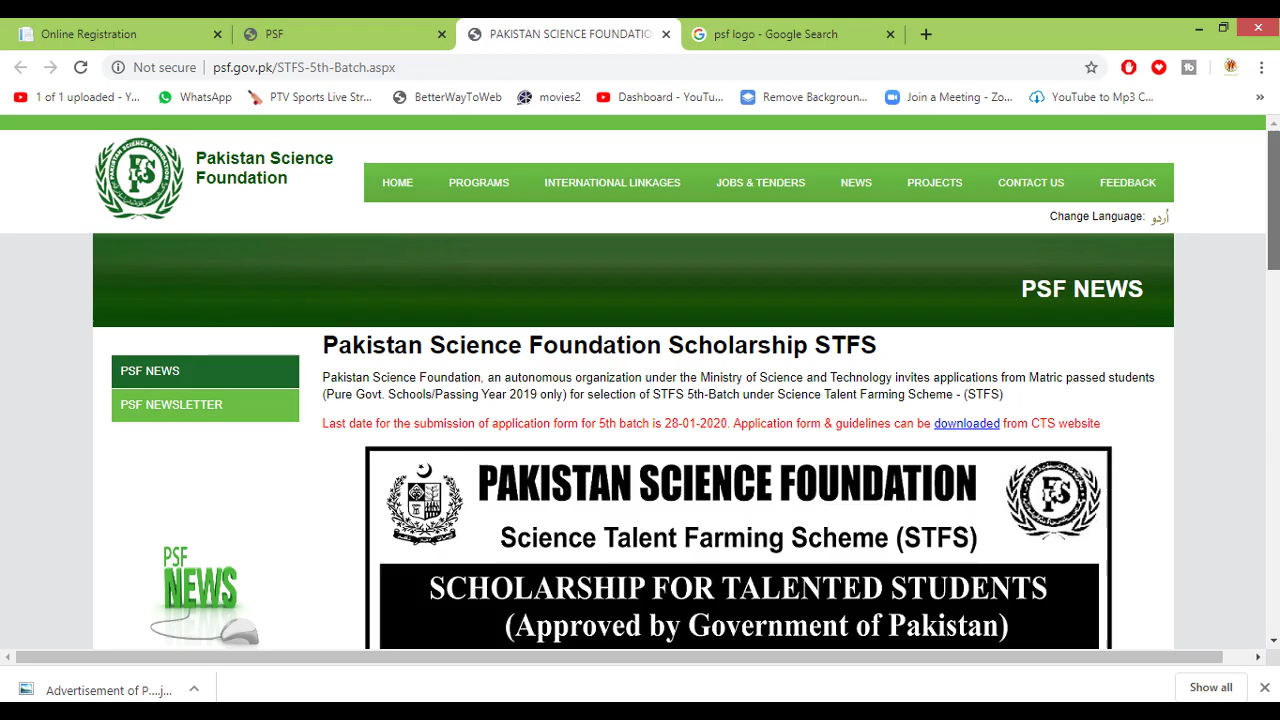 Online Registration
PSF
PAKISTAN SCIENCE FOUNDATIO
psf logo - Google Search
Not secure
psf.gov.pk/STFS-5th-Batch.aspx
1 of 1 uploaded - Y...
WhatsApp
PTV Sports Live Str...
BetterWayToWeb
movies2
Dashboard - YouTu...
Remove Backgroun...
Join a Meeting - Zo...
YouTube to Mp3 C...
»
Pakistan Science
Foundation
HOME
PROGRAMS
INTERNATIONAL LINKAGES
JOBS & TENDERS
NEWS
PROJECTS
CONTACT US
FEEDBACK
Change Language: اُردو
PSF NEWS
PSF NEWS
PSF NEWSLETTER
Pakistan Science Foundation Scholarship STFS
Pakistan Science Foundation, an autonomous organization under the Ministry of Science and Technology invites applications from Matric passed students
(Pure Govt. Schools/Passing Year 2019 only) for selection of STFS 5th-Batch under Science Talent Farming Scheme - (STFS)
Last date for the submission of application form for 5th batch is 28-01-2020. Application form & guidelines can be downloaded from CTS website
PAKISTAN SCIENCE FOUNDATION
Science Talent Farming Scheme (STFS)
SCHOLARSHIP FOR TALENTED STUDENTS
(Approved by Government of Pakistan)
PSF
NEWS
Advertisement of P....j...
Show all